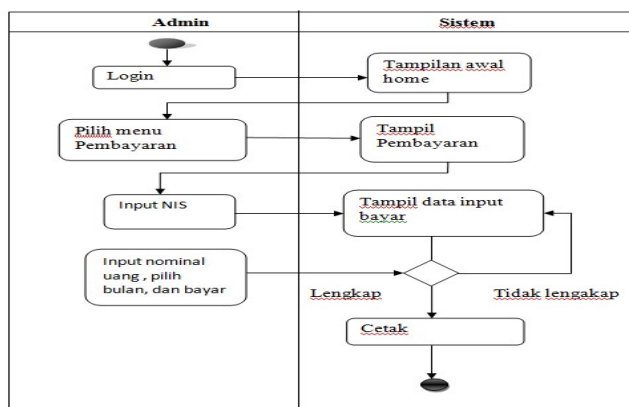 Admin
Sistem
Login
Tampilan awal
home
Pilih menu
Pembayaran
Tampil
Pembayaran
Input NIS
Tampil data input
bayar
Input nominal
uang , pilih
bulan, dan bayar
Lengkap
Tidak lengakap
Cetak